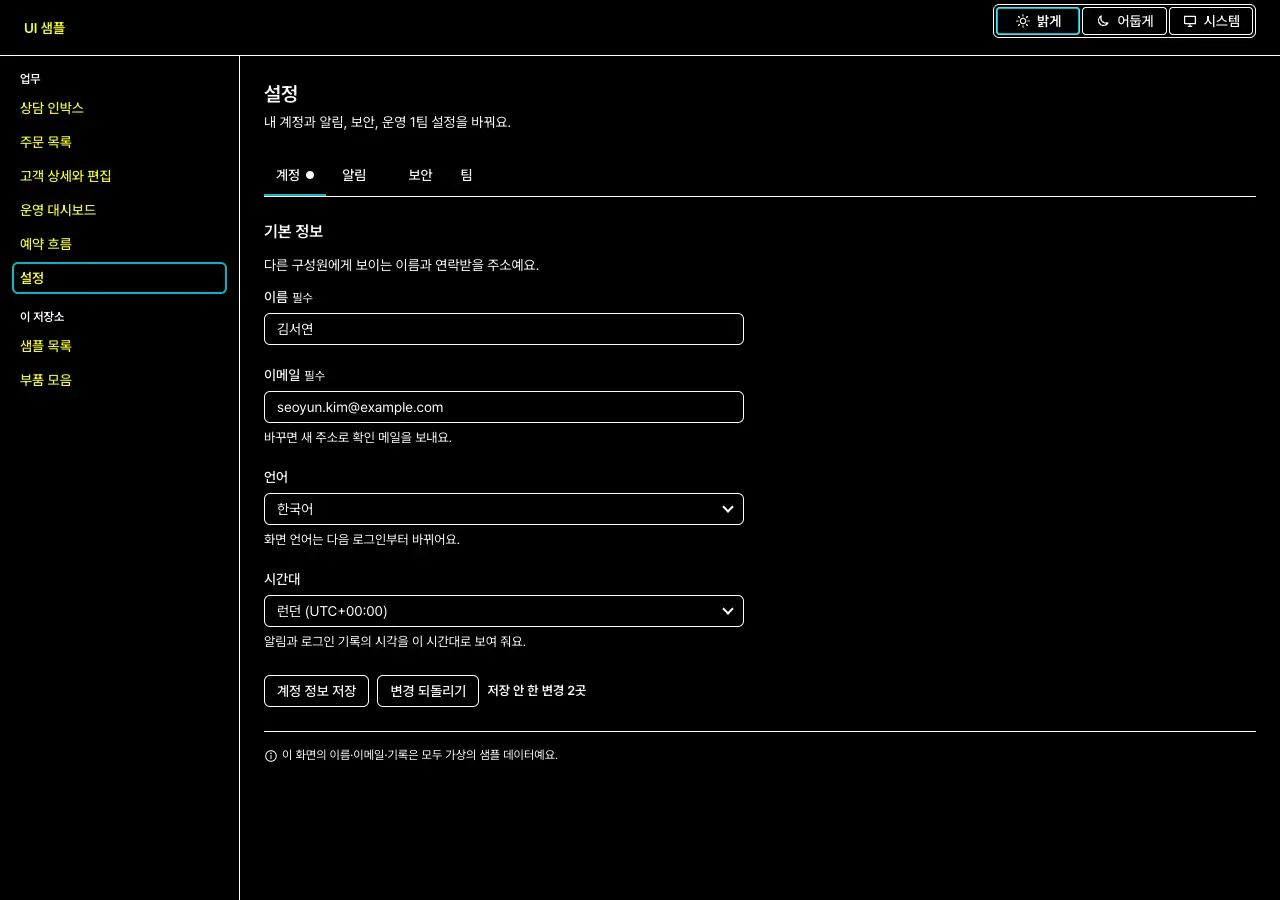 UI 샘플
밝게 어둡게 시스템
업무
상담 인박스
주문 목록
고객 상세와 편집
운영 대시보드
예약 흐름
설정
이 저장소
샘플 목록
부품 모음
설정
내 계정과 알림, 보안, 운영 1팀 설정을 바꿔요.
계정 알림 보안 팀
기본 정보
다른 구성원에게 보이는 이름과 연락받을 주소예요.
이름 필수
김서연
이메일 필수
seoyun.kim@example.com
바꾸면 새 주소로 확인 메일을 보내요.
언어
한국어
화면 언어는 다음 로그인부터 바뀌어요.
시간대
런던 (UTC+00:00)
알림과 로그인 기록의 시각을 이 시간대로 보여 줘요.
계정 정보 저장 변경 되돌리기 저장 안 한 변경 2곳
이 화면의 이름·이메일·기록은 모두 가상의 샘플 데이터예요.